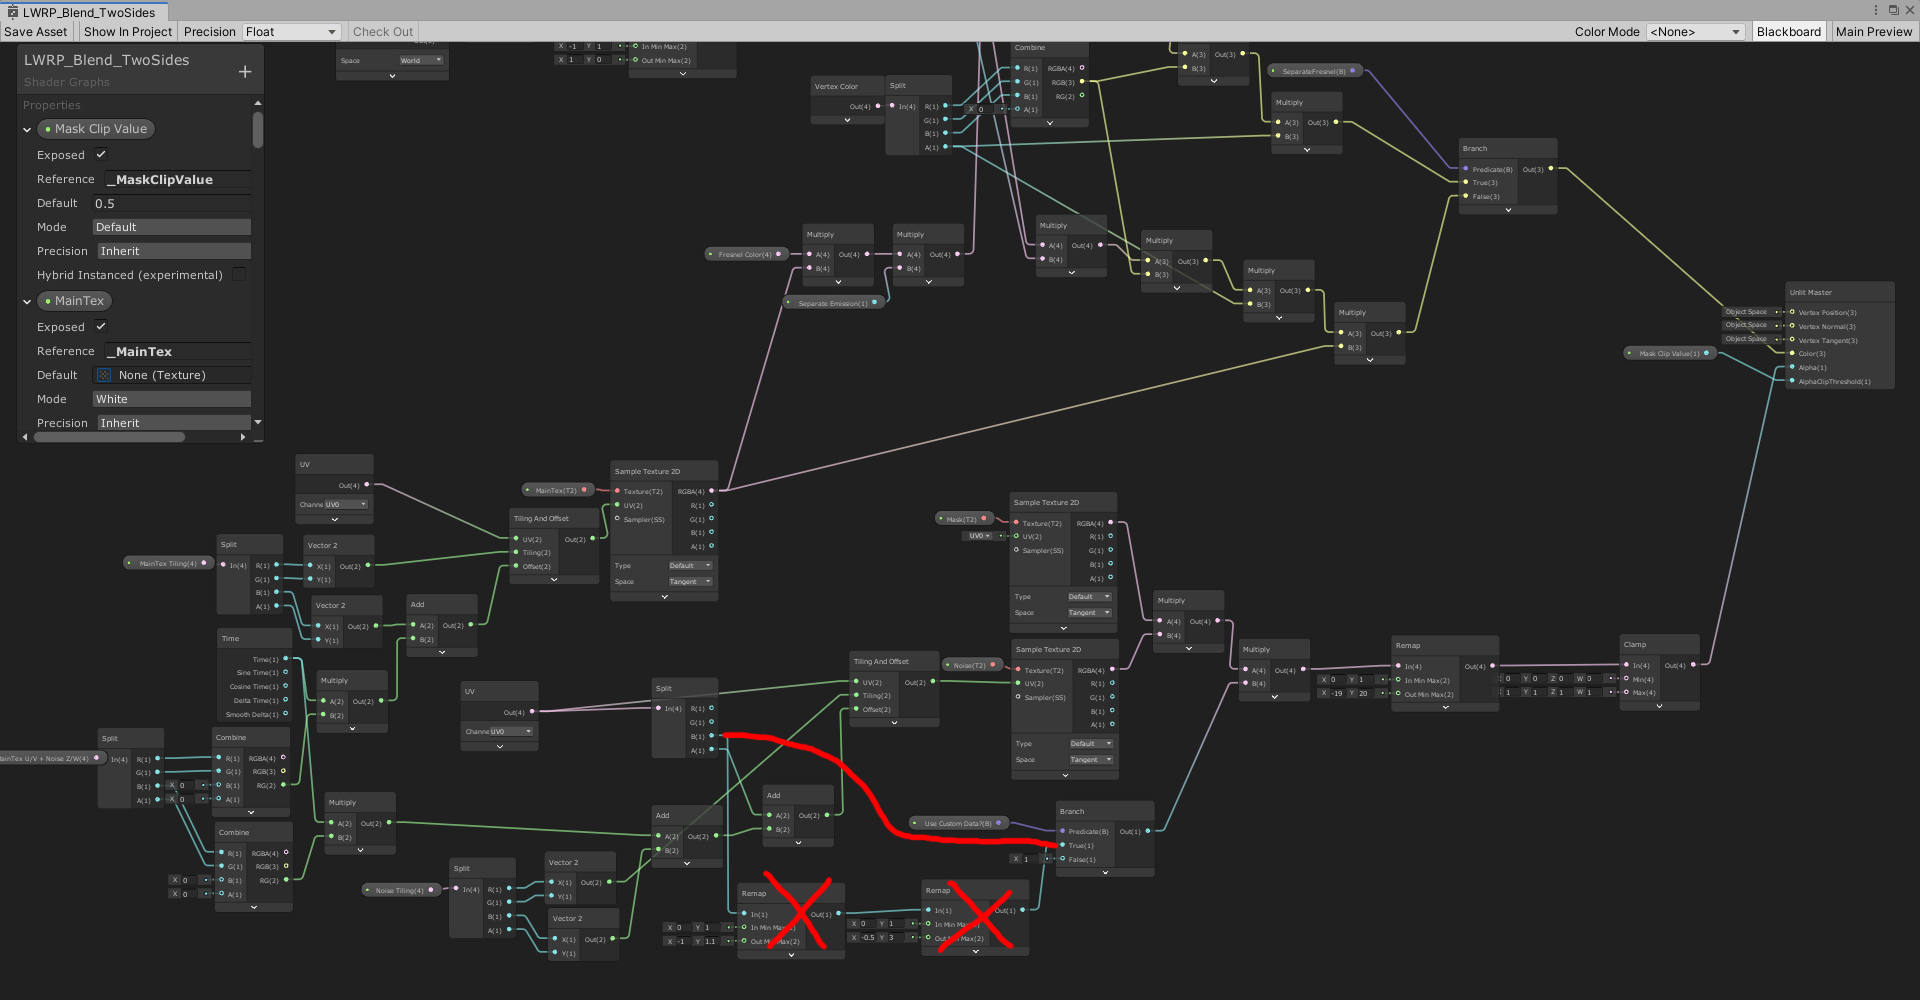 LWRP_Blend_TwoSides
Save Asset Show In Project Precision Float Check Out Color Mode <None> Blackboard Main Preview
LWRP_Blend_TwoSides
Shader Graphs
Properties
Mask Clip Value
Exposed
Reference _MaskClipValue
Default 0.5
Mode Default
Precision Inherit
Hybrid Instanced (experimental)
MainTex
Exposed
Reference _MainTex
Default None (Texture)
Mode White
Precision Inherit
Space World
X -1 Y 1 In Min Max(2)
X 1 Y 0 Out Min Max(2)
Vertex Color
Out(4)
Split
In(4) R(1)
G(1)
B(1)
A(1)
Combine
R(1) RGBA(4)
G(1) RGB(3)
B(1) RG(2)
X 0 A(1)
A(3) Out(3)
B(3)
SeparateFresnel(B)
Multiply
A(3) Out(3)
B(3)
Branch
Predicate(B) Out(3)
True(3)
False(3)
Fresnel Color(4)
Multiply
A(4) Out(4)
B(4)
Multiply
A(4) Out(4)
B(4)
Separate Emission(1)
Multiply
A(4) Out(4)
B(4)
Multiply
A(3) Out(3)
B(3)
Multiply
A(3) Out(3)
B(3)
Multiply
A(3) Out(3)
B(3)
Unlit Master
Object Space Vertex Position(3)
Object Space Vertex Normal(3)
Object Space Vertex Tangent(3)
Mask Clip Value(1) Color(3)
Alpha(1)
AlphaClipThreshold(1)
UV
Out(4)
Channe UV0
MainTex(T2)
Sample Texture 2D
Texture(T2) RGBA(4)
UV(2) R(1)
Sampler(SS) G(1)
B(1)
A(1)
Type Default
Space Tangent
Tiling And Offset
UV(2) Out(2)
Tiling(2)
Offset(2)
MainTex Tiling(4)
Split
In(4) R(1)
G(1)
B(1)
A(1)
Vector 2
X(1) Out(2)
Y(1)
Vector 2
X(1) Out(2)
Y(1)
Add
A(2) Out(2)
B(2)
Time
Time(1)
Sine Time(1)
Cosine Time(1)
Delta Time(1)
Smooth Delta(1)
Multiply
A(2) Out(2)
B(2)
MainTex U/V + Noise Z/W(4)
Split
In(4) R(1)
G(1)
B(1)
A(1)
Combine
R(1) RGBA(4)
G(1) RGB(3)
X 0 B(1) RG(2)
X 0 A(1)
Combine
R(1) RGBA(4)
G(1) RGB(3)
X 0 B(1) RG(2)
X 0 A(1)
Multiply
A(2) Out(2)
B(2)
UV
Out(4)
Channe UV0
Split
In(4) R(1)
G(1)
B(1)
A(1)
Noise Tiling(4)
Split
In(4) R(1)
G(1)
B(1)
A(1)
Vector 2
X(1) Out(2)
Y(1)
Vector 2
X(1) Out(2)
Y(1)
Add
A(2) Out(2)
B(2)
Add
A(2) Out(2)
B(2)
Tiling And Offset
UV(2) Out(2)
Tiling(2)
Offset(2)
Mask(T2)
UV0
Sample Texture 2D
Texture(T2) RGBA(4)
UV(2) R(1)
Sampler(SS) G(1)
B(1)
A(1)
Type Default
Space Tangent
Noise(T2)
Sample Texture 2D
Texture(T2) RGBA(4)
UV(2) R(1)
Sampler(SS) G(1)
B(1)
A(1)
Type Default
Space Tangent
Multiply
A(4) Out(4)
B(4)
Multiply
A(4) Out(4)
B(4)
Remap
In(4) Out(4)
X 0 Y 1 In Min Max(2)
X -19 Y 20 Out Min Max(2)
Clamp
In(4) Out(4)
0 Y 0 Z 0 W 0 Min(4)
1 Y 1 Z 1 W 1 Max(4)
Use Custom Data?(B)
Branch
Predicate(B) Out(1)
True(1)
X 1 False(1)
Remap
In(1) Out(1)
X 0 Y 1 In Min Max(2)
X -1 Y 1.1 Out Min Max(2)
Remap
In(1) Out(1)
X 0 Y 1 In Min Max(2)
X -0.5 Y 3 Out Min Max(2)